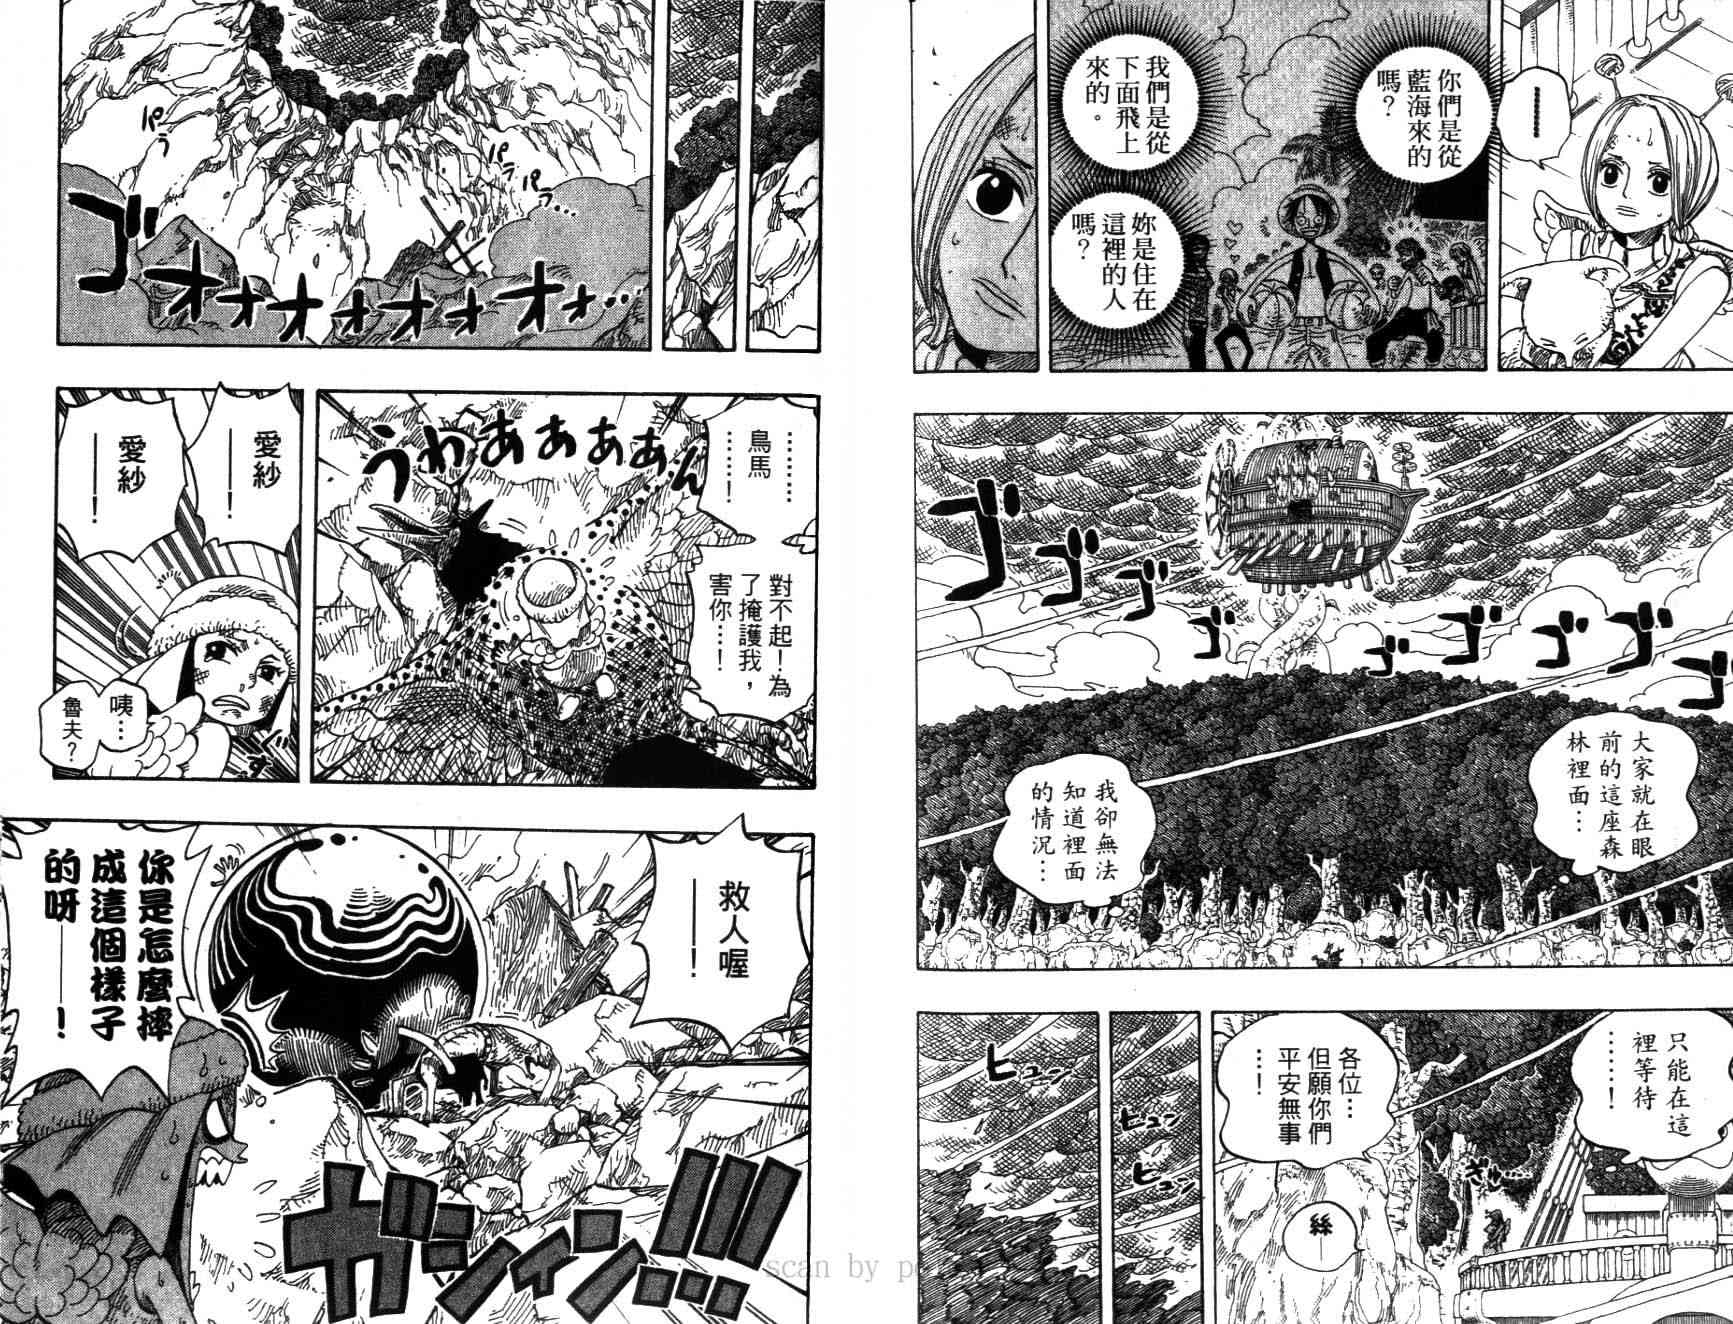 ────
你們是從
藍海來的
嗎？
我們是從
下面飛上
來的。
妳是住在
這裡的人
嗎？
ゴゴゴゴゴゴゴゴゴ
大家就在眼
前的這座森
林裡面…
我卻無法
知道裡面
的情況…
只能在這
裡等待
……！
各位…
但願你們
平安無事
…！
絲─
ヒュン
ヒュン
ヒュン
パラ
パラ
パラ…
ゴオオオオオオオオオオ…
………
鳥馬
……！
對不起！為
了掩護我，
害你…！
うわああああん
愛紗
──！
愛紗
──！
咦…
魯夫？
救人喔
──！
你是怎麼摔
成這個樣子
的呀──！
ガシィン…!!!
scan by